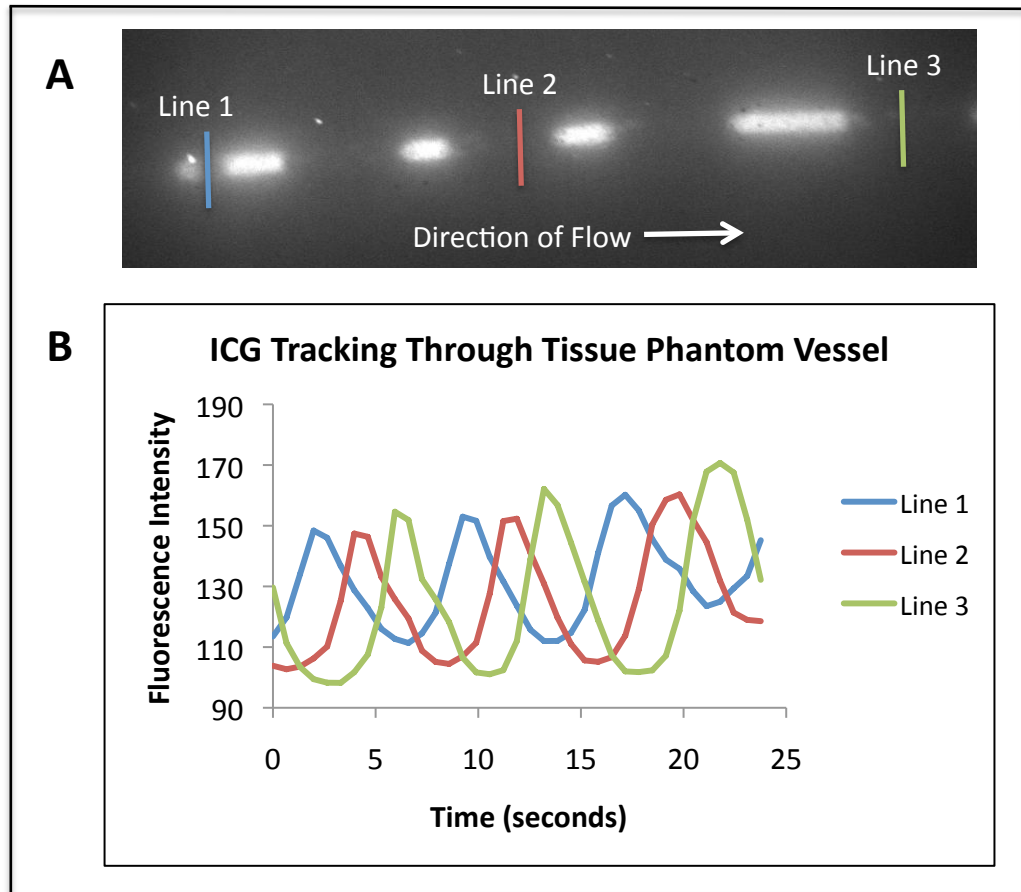 A
Line 1
Line 2
Line 3
Direction of Flow
B
ICG Tracking Through Tissue Phantom Vessel
Fluorescence Intensity
190
170
150
130
110
90
0 5 10 15 20 25
Time (seconds)
Line 1
Line 2
Line 3